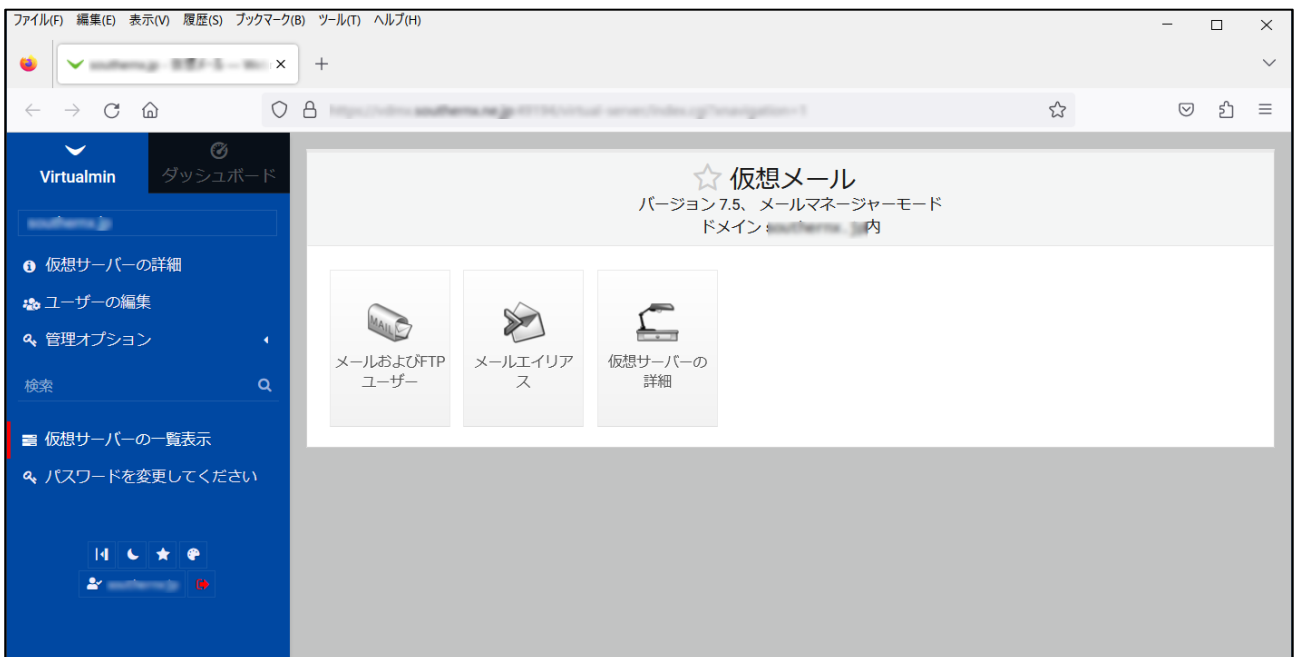 ファイル(F) 編集(E) 表示(V) 履歴(S) ブックマーク(B) ツール(T) ヘルプ(H)
Virtualmin
ダッシュボード
仮想サーバーの詳細
ユーザーの編集
管理オプション
検索
仮想サーバーの一覧表示
パスワードを変更してください
仮想メール
バージョン 7.5、 メールマネージャーモード
ドメイン 内
MAIL
メールおよびFTP
ユーザー
メールエイリア
ス
仮想サーバーの
詳細